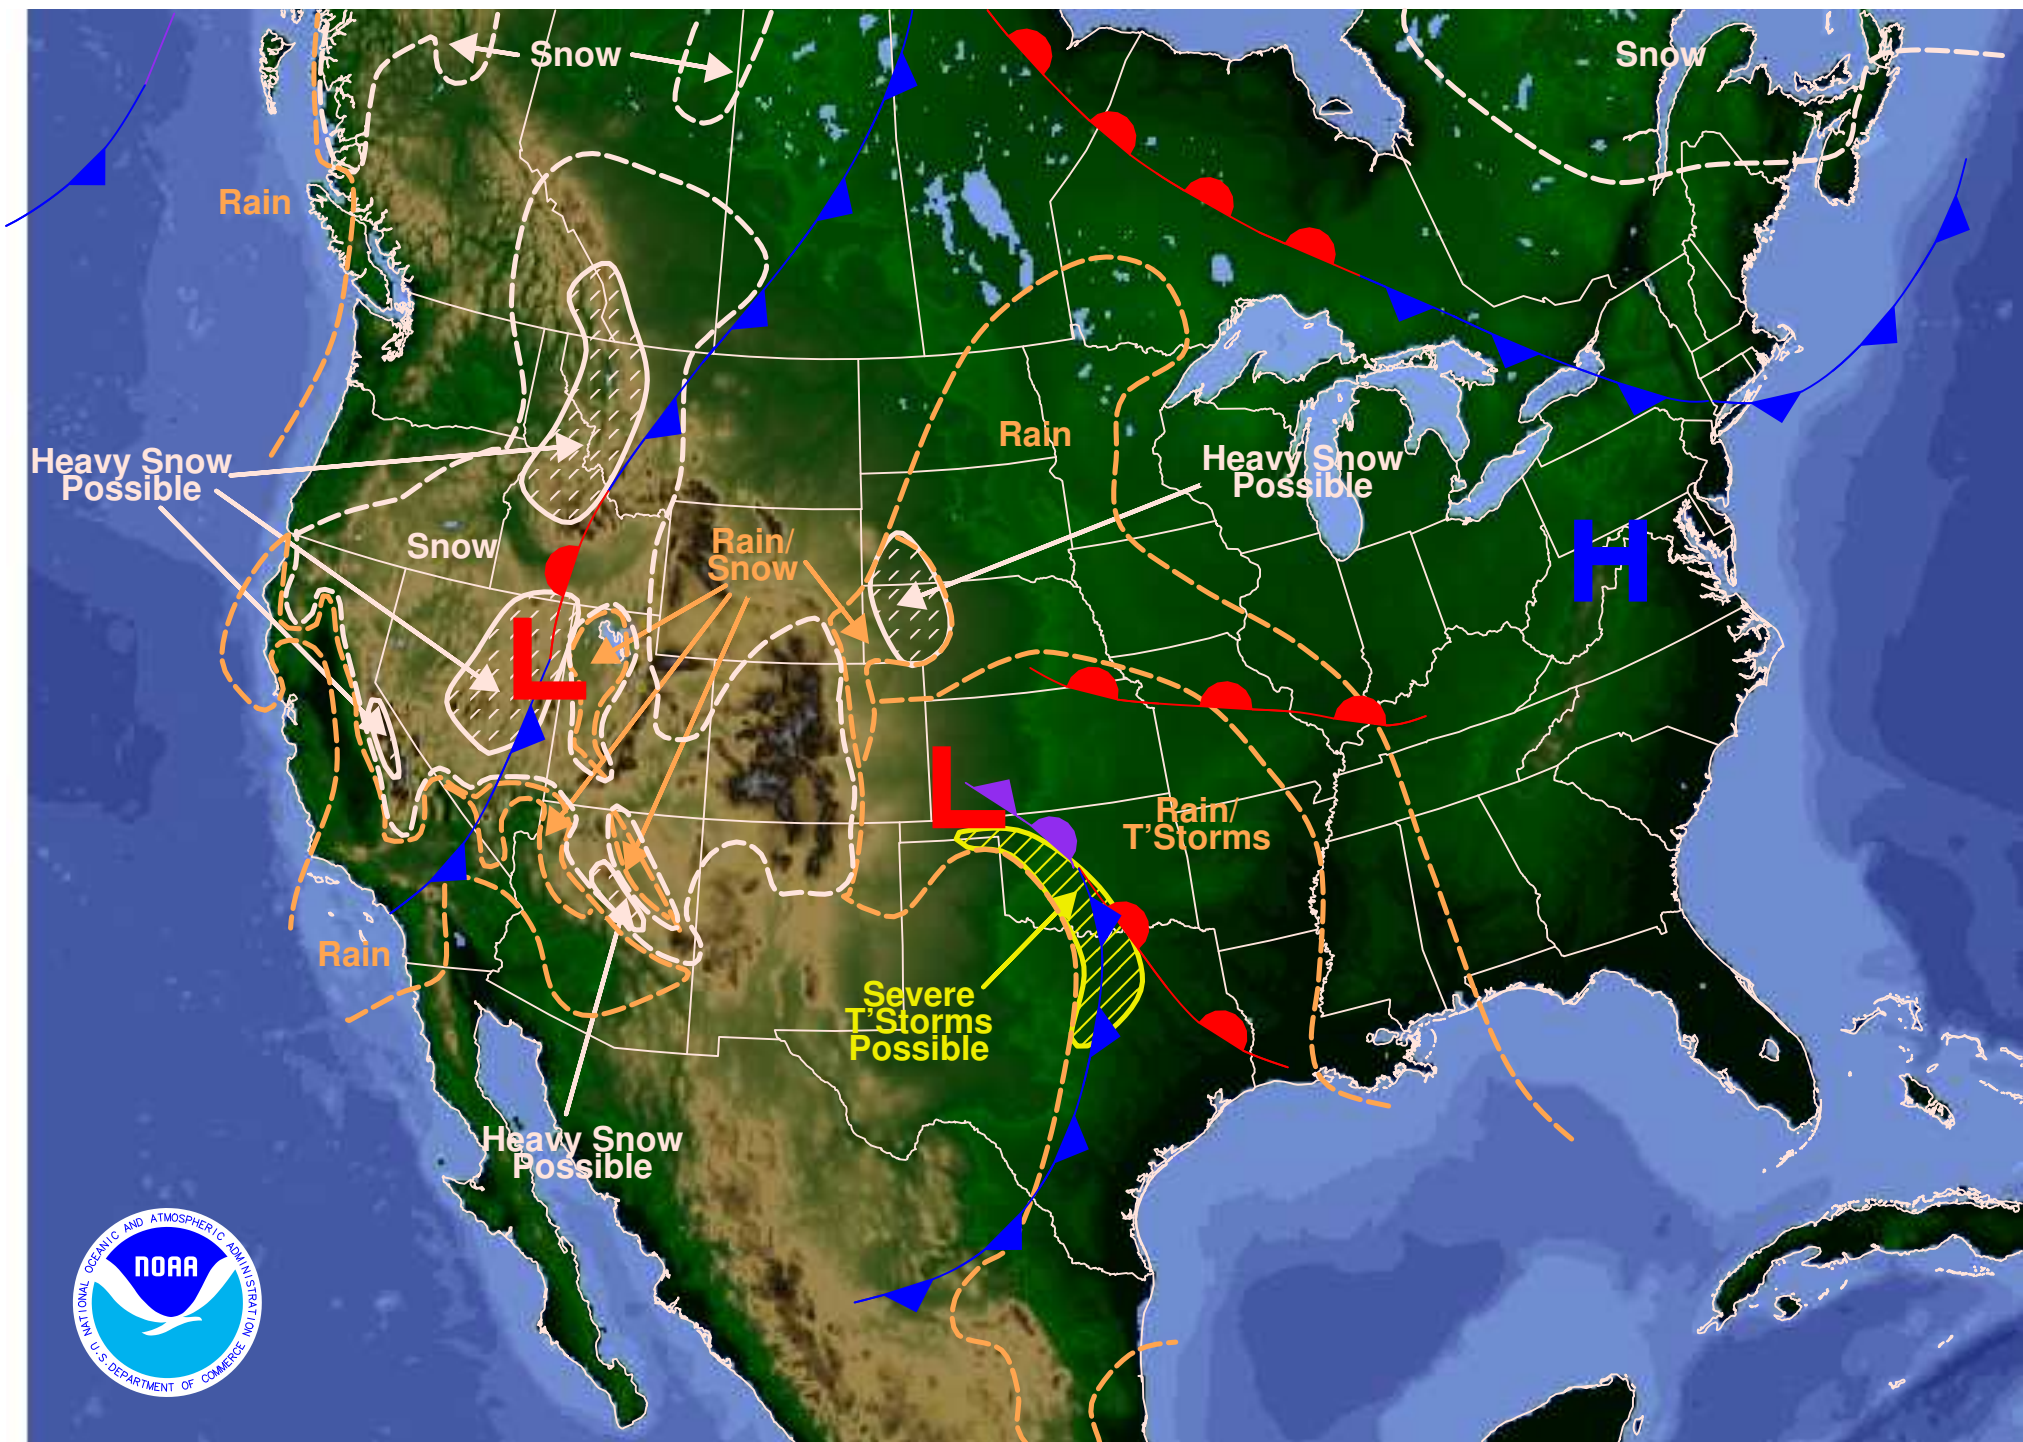 Snow
Snow
Rain
Rain
Heavy Snow
Possible
Heavy Snow
Possible
Snow
Rain/
Snow
H
L
L
Rain/
T'Storms
Rain
Severe
T'Storms
Possible
Heavy Snow
Possible
NATIONAL OCEANIC AND ATMOSPHERIC ADMINISTRATION
NOAA
U.S. DEPARTMENT OF COMMERCE